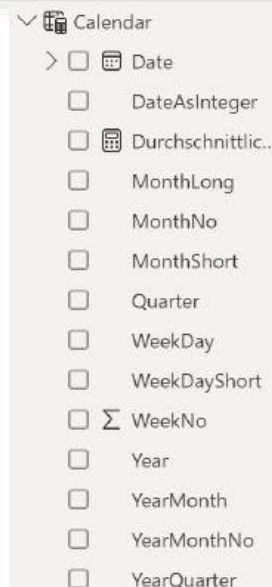 Calendar
Date
DateAsInteger
Durchschnittlic...
MonthLong
MonthNo
MonthShort
Quarter
WeekDay
WeekDayShort
∑ WeekNo
Year
YearMonth
YearMonthNo
YearQuarter